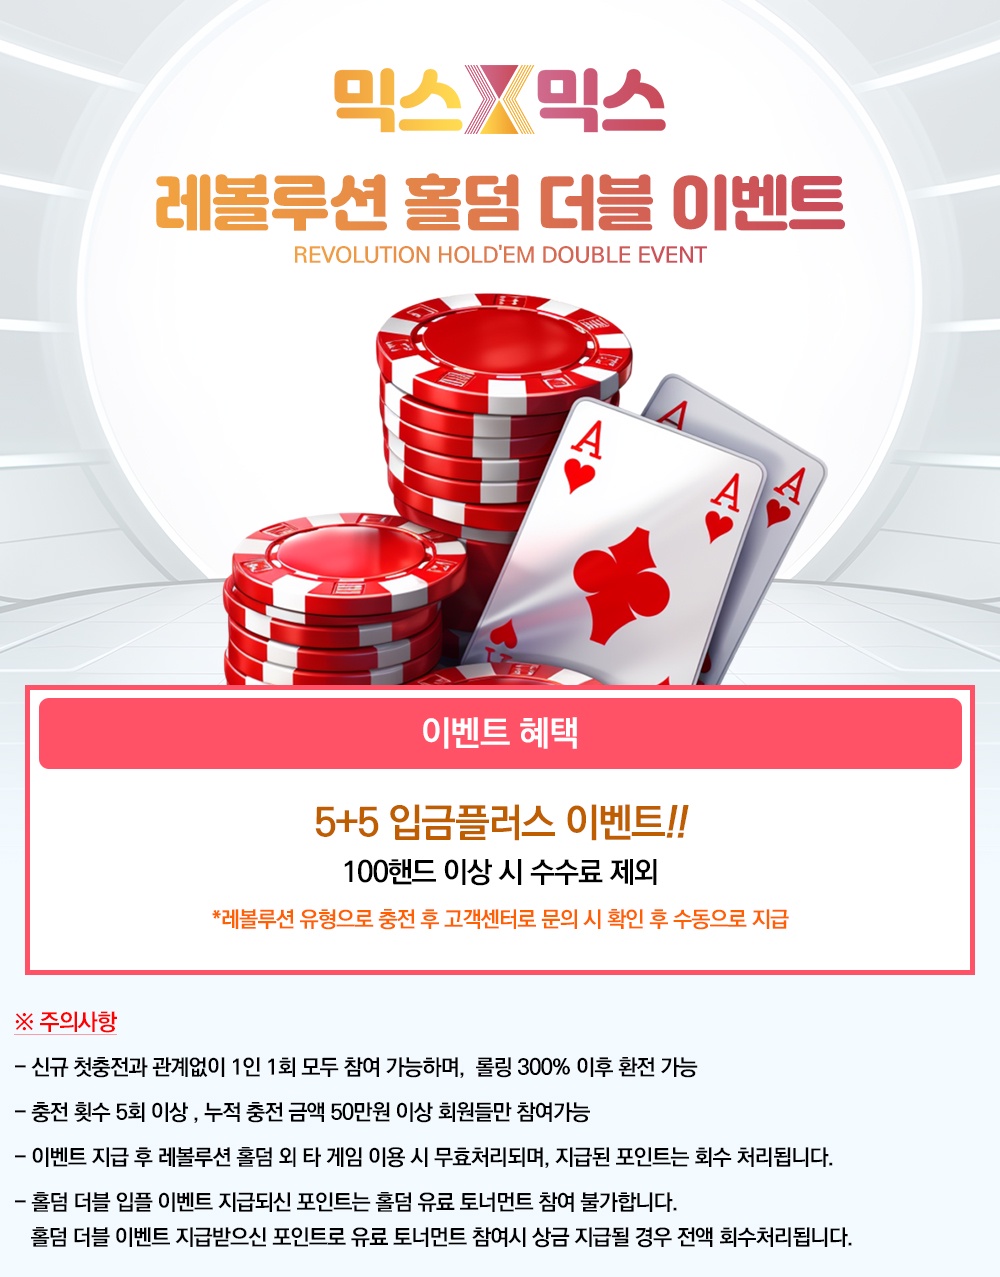 믹스 믹스
레볼루션 홀덤 더블 이벤트
REVOLUTION HOLD'EM DOUBLE EVENT
A
A
A
A
이벤트 혜택
5+5 입금플러스 이벤트!!
100핸드 이상 시 수수료 제외
*레볼루션 유형으로 충전 후 고객센터로 문의 시 확인 후 수동으로 지급
※ 주의사항
- 신규 첫충전과 관계없이 1인 1회 모두 참여 가능하며, 롤링 300% 이후 환전 가능
- 충전 횟수 5회 이상 , 누적 충전 금액 50만원 이상 회원들만 참여가능
- 이벤트 지급 후 레볼루션 홀덤 외 타 게임 이용 시 무효처리되며, 지급된 포인트는 회수 처리됩니다.
- 홀덤 더블 입플 이벤트 지급되신 포인트는 홀덤 유료 토너먼트 참여 불가합니다.
홀덤 더블 이벤트 지급받으신 포인트로 유료 토너먼트 참여시 상금 지급될 경우 전액 회수처리됩니다.